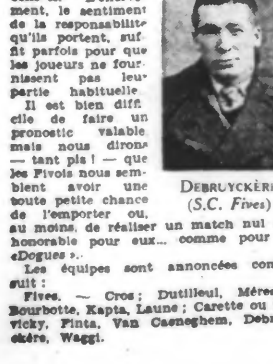 ment, le sentiment
de la responsabilité
qu'ils portent, suf-
fit parfois pour que
les joueurs ne four-
nissent pas leur
partie habituelle.
Il est bien diffi
cile de faire un
pronostic valable
mais nous dirons
— tant pis ! — que
les Fivois nous sem-
blent avoir une
toute petite chance
de l'emporter ou,
au moins, de réaliser un match nul
honorable pour eux... comme pour
«Dogues ».
Les équipes sont annoncées com
suit :
Fives. — Cros ; Dutilleul, Mére
Bourbotte, Kapta, Laune ; Carette ou
vicky, Pinta, Van Caeneghem, Debr
ckère, Waggi.
DEBRUYCKÈRE
(S.C. Fives)